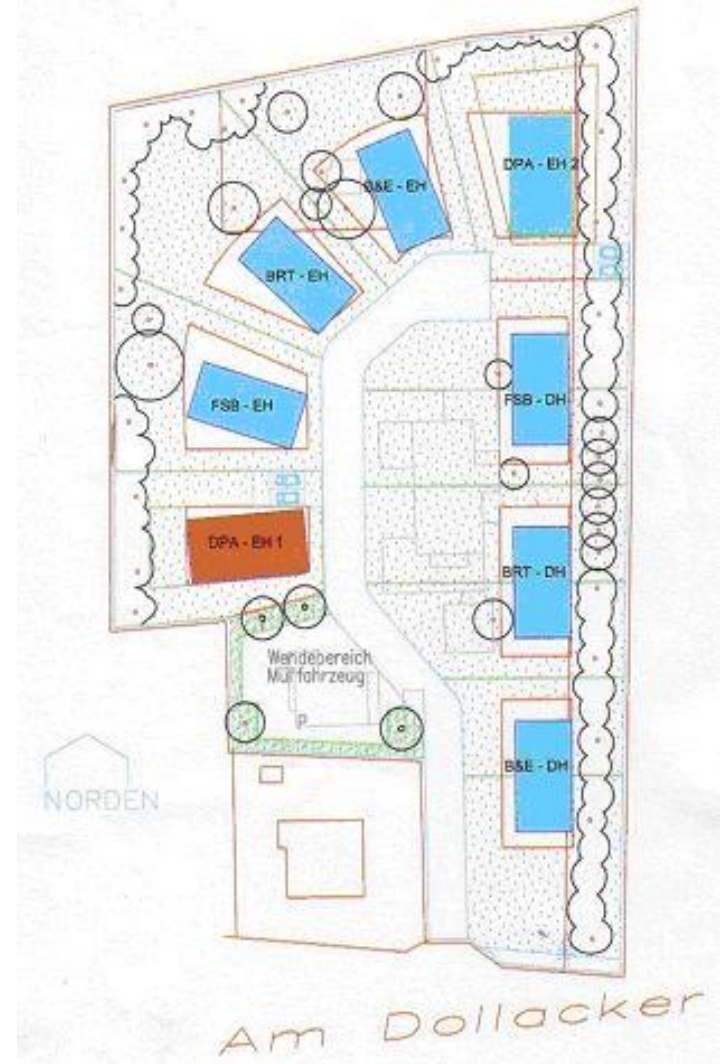 DPA - EH 2
B&E - EH
BRT - EH
FSB - EH
FSB - DH
DPA - EH 1
BRT - DH
Wendebereich
Müllfahrzeug
P
B&E - DH
NORDEN
Am Dollacker